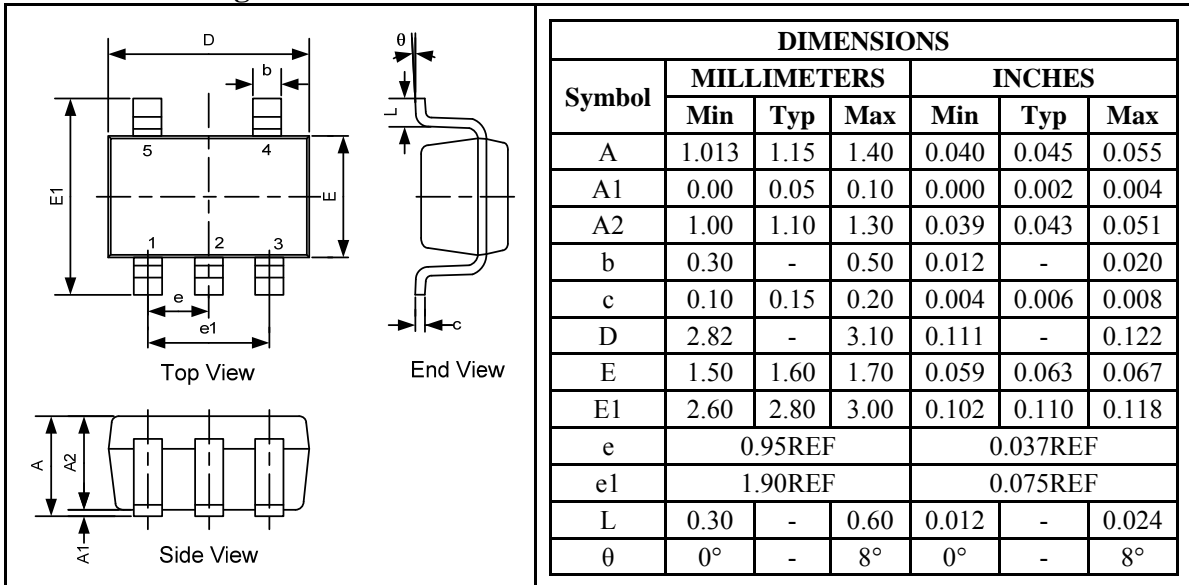 D
b
θ
L
5 4
E1
E
1 2 3
e
e1
c
Top View
End View
A
A2
A1
Side View
DIMENSIONS
Symbol MILLIMETERS INCHES
Min Typ Max Min Typ Max
A 1.013 1.15 1.40 0.040 0.045 0.055
A1 0.00 0.05 0.10 0.000 0.002 0.004
A2 1.00 1.10 1.30 0.039 0.043 0.051
b 0.30 - 0.50 0.012 - 0.020
c 0.10 0.15 0.20 0.004 0.006 0.008
D 2.82 - 3.10 0.111 - 0.122
E 1.50 1.60 1.70 0.059 0.063 0.067
E1 2.60 2.80 3.00 0.102 0.110 0.118
e 0.95REF 0.037REF
e1 1.90REF 0.075REF
L 0.30 - 0.60 0.012 - 0.024
θ 0° - 8° 0° - 8°